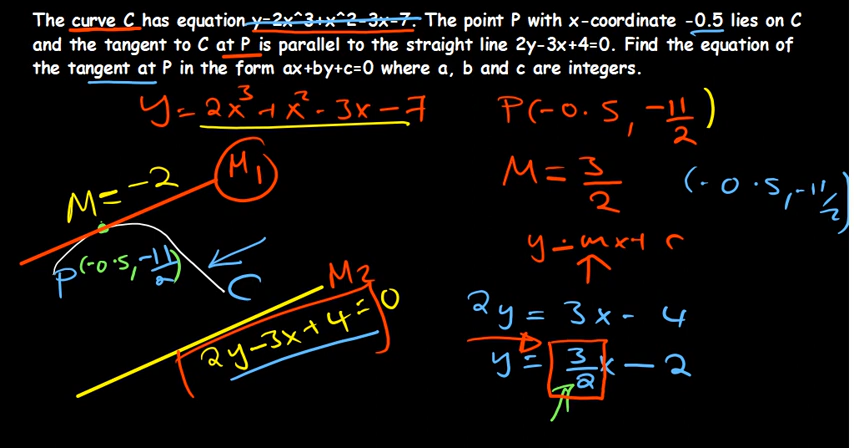 The curve C has equation y=2x^3+x^2-3x-7. The point P with x-coordinate -0.5 lies on C
and the tangent to C at P is parallel to the straight line 2y-3x+4=0. Find the equation of
the tangent at P in the form ax+by+c=0 where a, b and c are integers.
y = 2x³ + x² - 3x - 7
P(-0.5, -11/2)
M1
M = -2
M = 3/2
(-0.5, -11/2)
y = mx + c
P(-0.5, -11/2)
C
M2
2y - 3x + 4 = 0
2y = 3x - 4
y = 3/2 x - 2